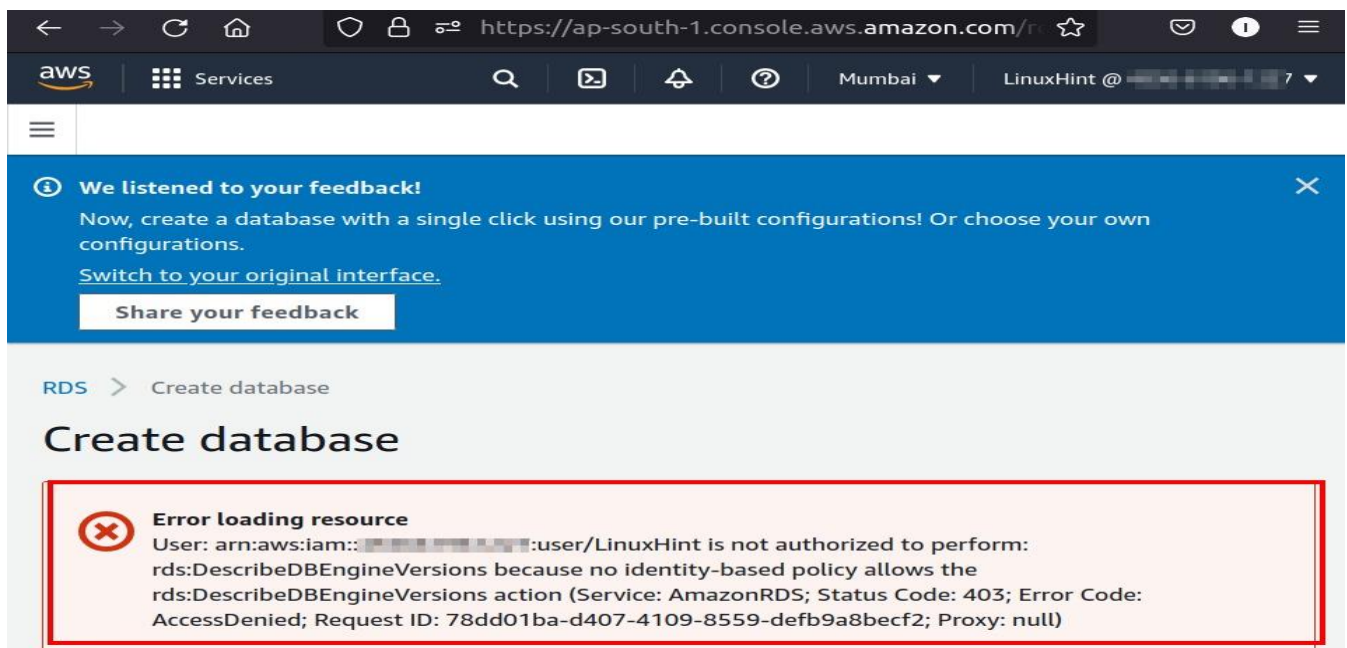 https://ap-south-1.console.aws.amazon.com/r
aws Services Mumbai LinuxHint @ 7
We listened to your feedback!
Now, create a database with a single click using our pre-built configurations! Or choose your own
configurations.
Switch to your original interface.
Share your feedback
RDS > Create database
Create database
Error loading resource
User: arn:aws:iam:: :user/LinuxHint is not authorized to perform:
rds:DescribeDBEngineVersions because no identity-based policy allows the
rds:DescribeDBEngineVersions action (Service: AmazonRDS; Status Code: 403; Error Code:
AccessDenied; Request ID: 78dd01ba-d407-4109-8559-defb9a8becf2; Proxy: null)